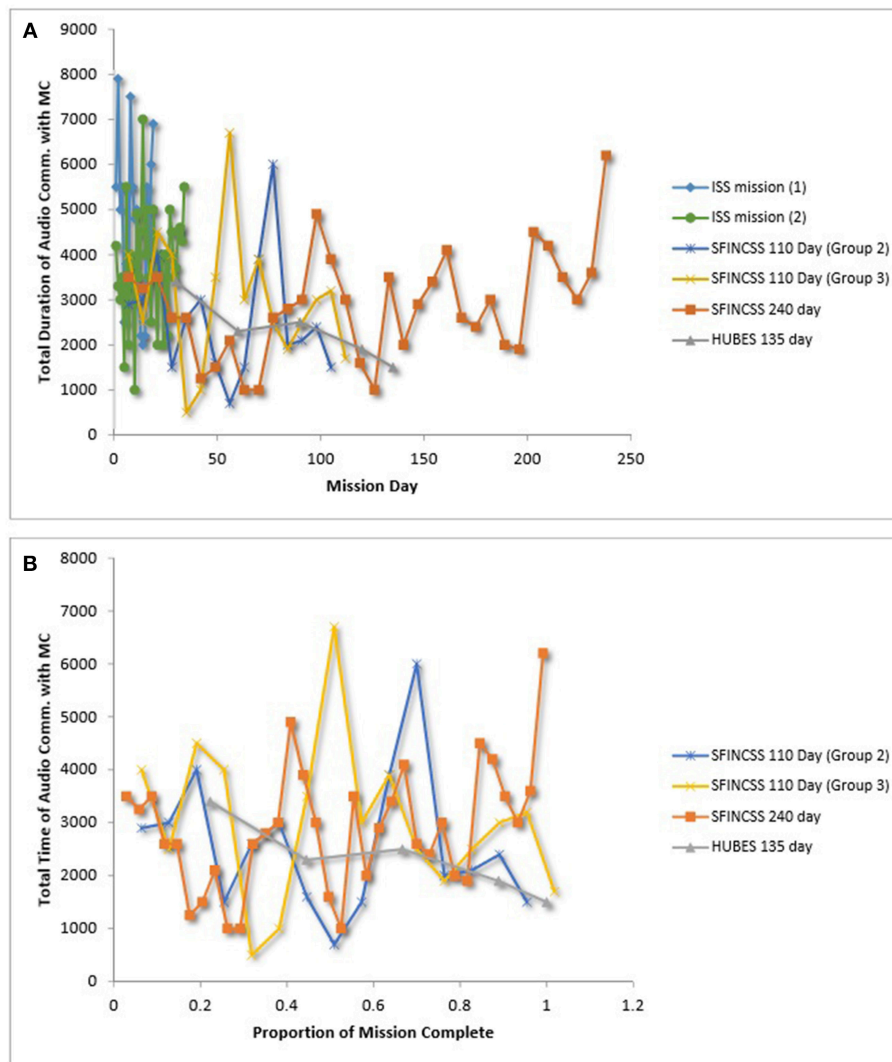 A
9000
8000
7000
6000
5000
4000
3000
2000
1000
0
Total Duration of Audio Comm. with MC
0 50 100 150 200 250
Mission Day
ISS mission (1)
ISS mission (2)
SFINCSS 110 Day (Group 2)
SFINCSS 110 Day (Group 3)
SFINCSS 240 day
HUBES 135 day
B
8000
7000
6000
5000
4000
3000
2000
1000
0
Total Time of Audio Comm. with MC
0 0.2 0.4 0.6 0.8 1 1.2
Proportion of Mission Complete
SFINCSS 110 Day (Group 2)
SFINCSS 110 Day (Group 3)
SFINCSS 240 day
HUBES 135 day